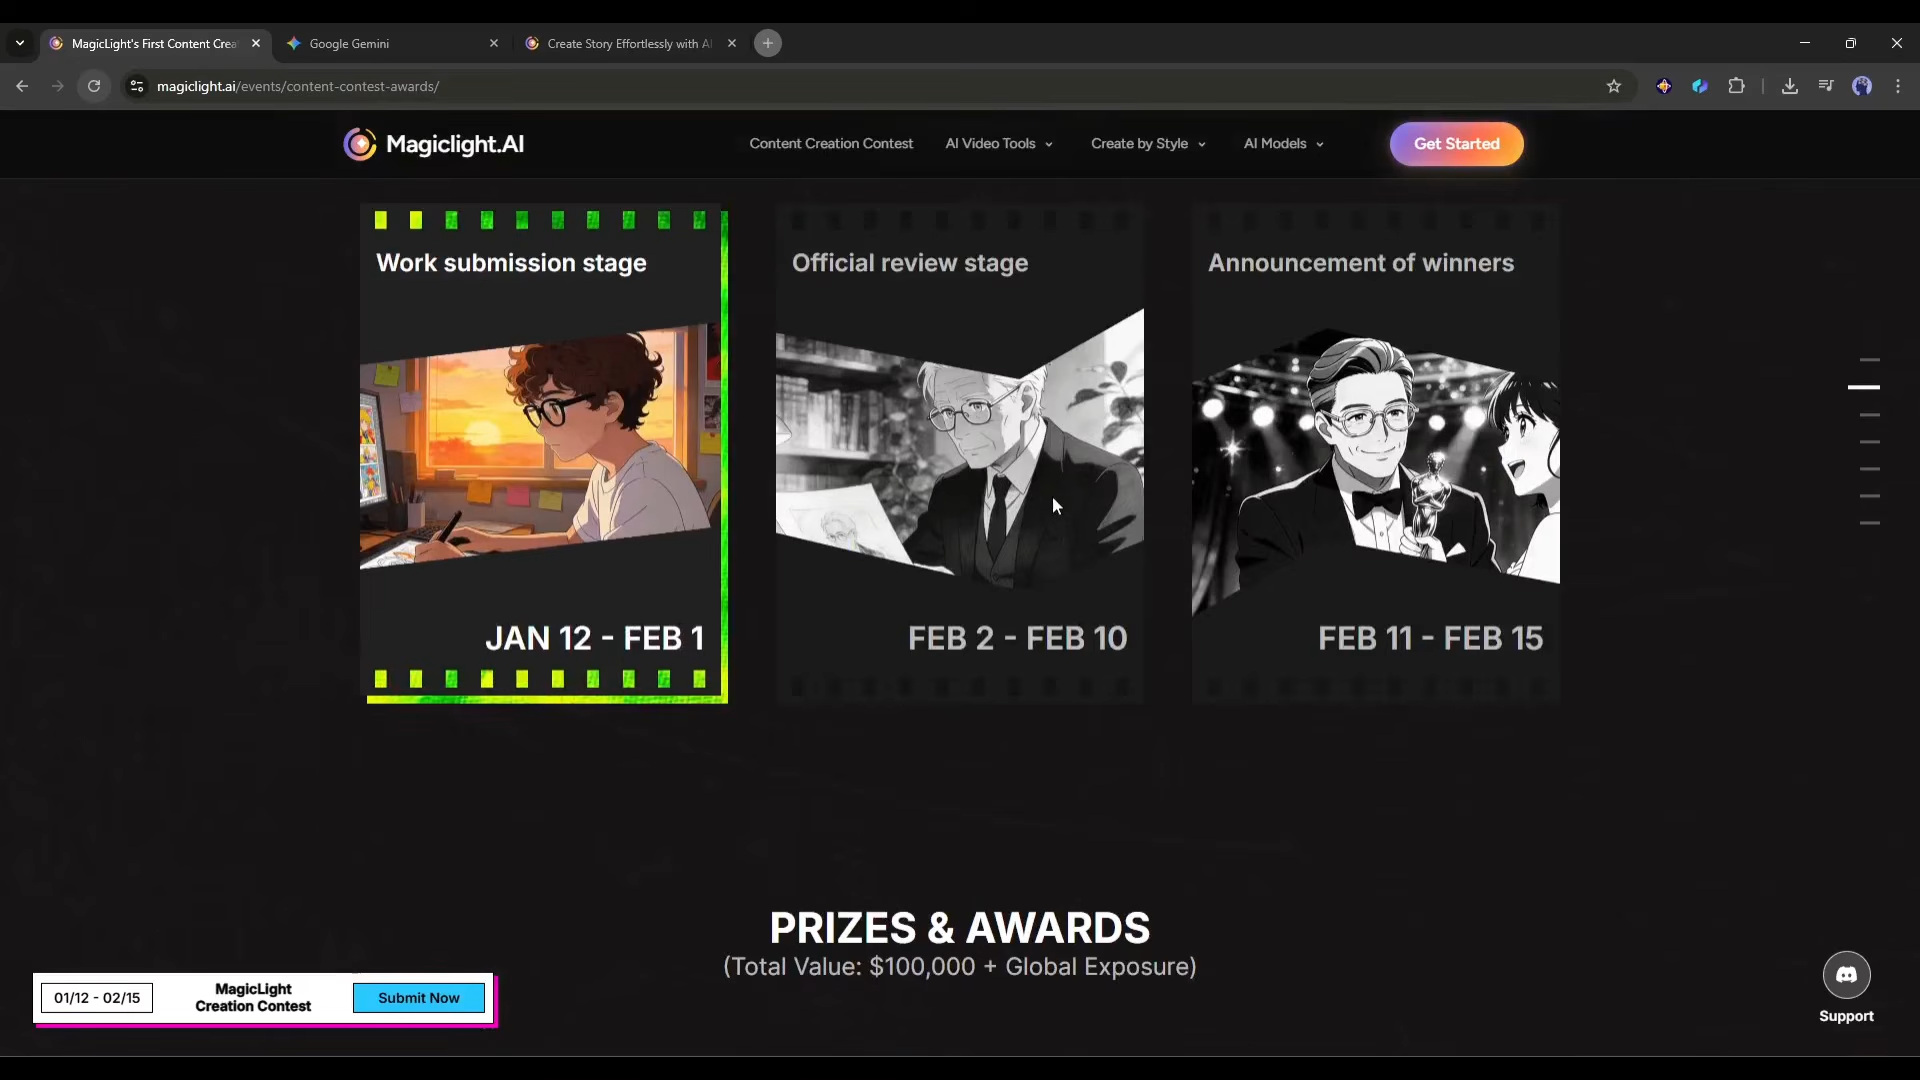 MagicLight's First Content Crea
Google Gemini
Create Story Effortlessly with AI
magiclight.ai/events/content-contest-awards/
Magiclight.AI
Content Creation Contest
AI Video Tools
Create by Style
AI Models
Get Started
Work submission stage
JAN 12 - FEB 1
Official review stage
FEB 2 - FEB 10
Announcement of winners
FEB 11 - FEB 15
PRIZES & AWARDS
(Total Value: $100,000 + Global Exposure)
01/12 - 02/15
MagicLight
Creation Contest
Submit Now
Support